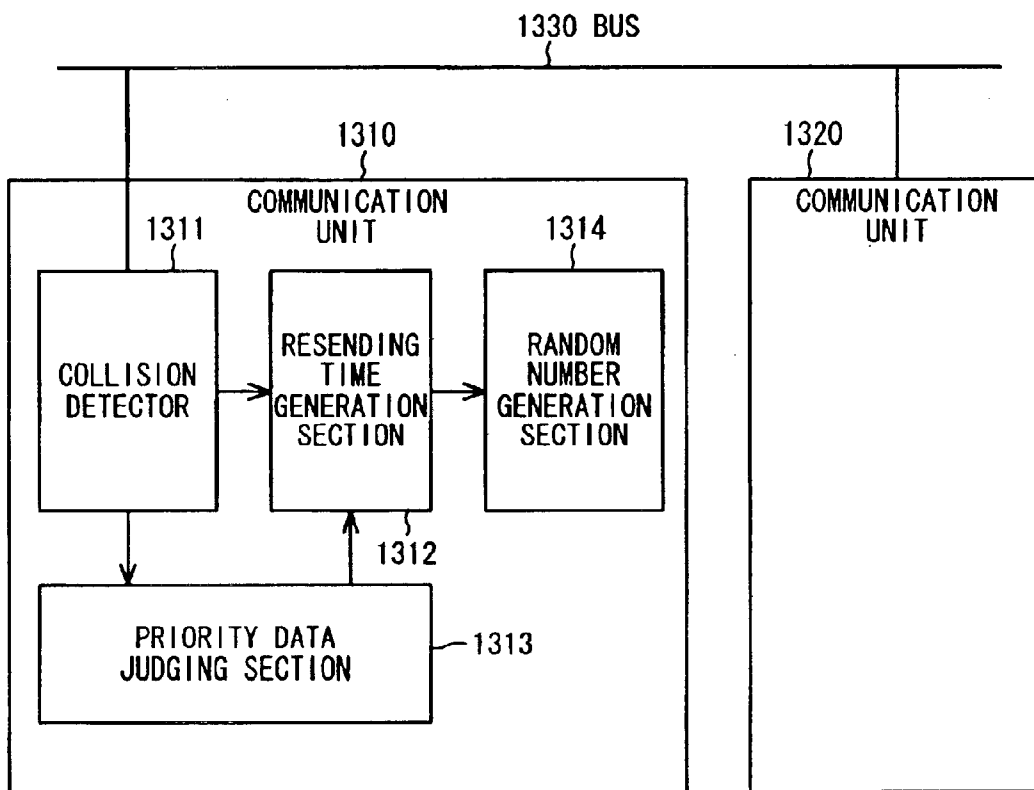 1330 BUS
1310
1320
COMMUNICATION
UNIT
COMMUNICATION
UNIT
1311
1314
COLLISION
DETECTOR
RESENDING
TIME
GENERATION
SECTION
RANDOM
NUMBER
GENERATION
SECTION
1312
PRIORITY DATA
JUDGING SECTION
1313